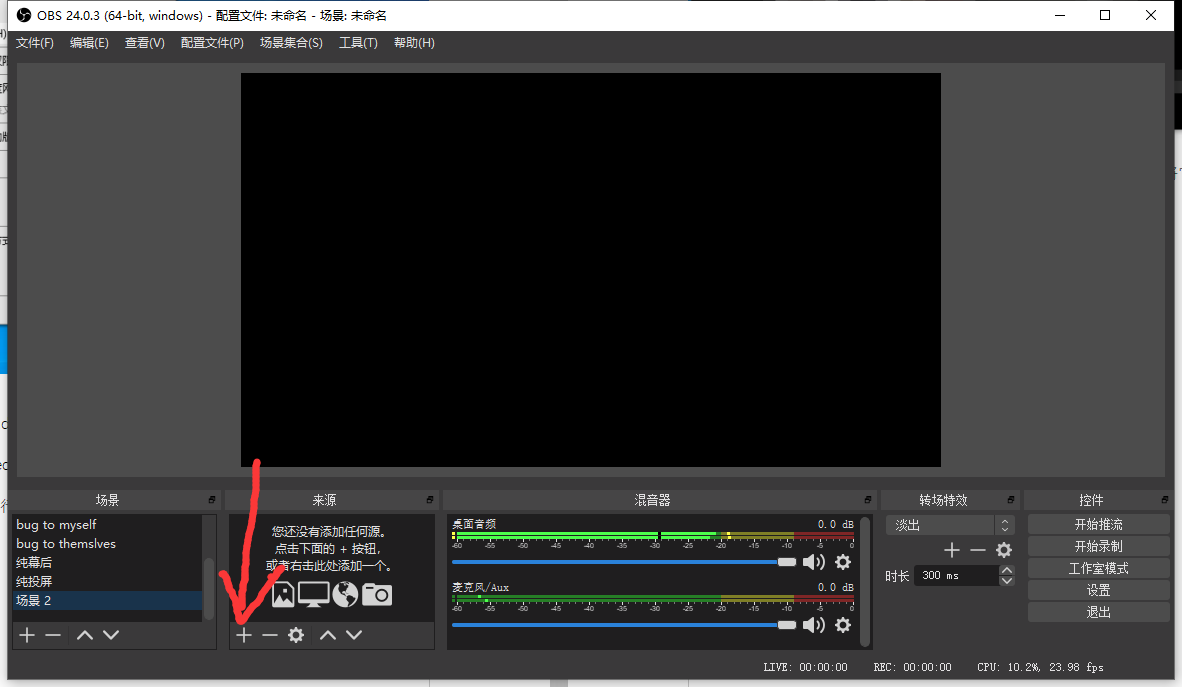 OBS 24.0.3 (64-bit, windows) - 配置文件: 未命名 - 场景: 未命名
文件(F) 编辑(E) 查看(V) 配置文件(P) 场景集合(S) 工具(T) 帮助(H)
场景
bug to myself
bug to themslves
纯幕后
纯投屏
场景 2
来源
您还没有添加任何源。
点击下面的 + 按钮,
或者右击此处添加一个。
混音器
桌面音频 0.0 dB
-60 -55 -50 -45 -40 -35 -30 -25 -20 -15 -10 -5 0
麦克风/Aux 0.0 dB
-60 -55 -50 -45 -40 -35 -30 -25 -20 -15 -10 -5 0
转场特效
淡出
时长 300 ms
控件
开始推流
开始录制
工作室模式
设置
退出
LIVE: 00:00:00 REC: 00:00:00 CPU: 10.2%, 23.98 fps